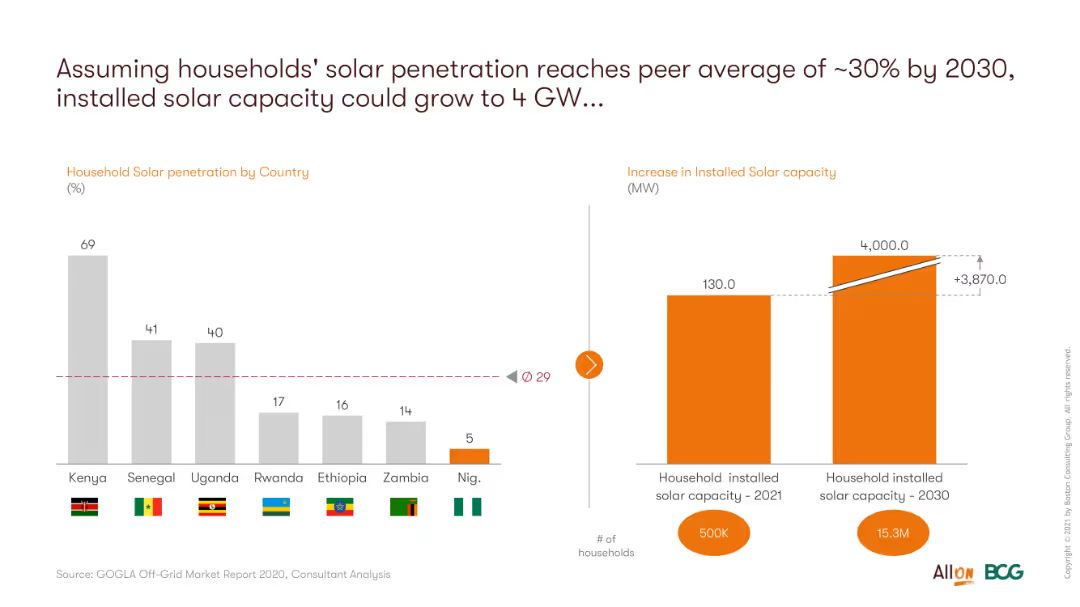 Assuming households' solar penetration reaches peer average of ~30% by 2030,
installed solar capacity could grow to 4 GW...
Household Solar penetration by Country
(%)
69
41
40
17
16
14
5
Ø 29
Kenya
Senegal
Uganda
Rwanda
Ethiopia
Zambia
Nig.
Increase in Installed Solar capacity
(MW)
130.0
4,000.0
+3,870.0
Household installed
solar capacity - 2021
Household installed
solar capacity - 2030
# of
households
500K
15.3M
Source: GOGLA Off-Grid Market Report 2020, Consultant Analysis
All ON
BCG
Copyright © 2021 by Boston Consulting Group. All rights reserved.